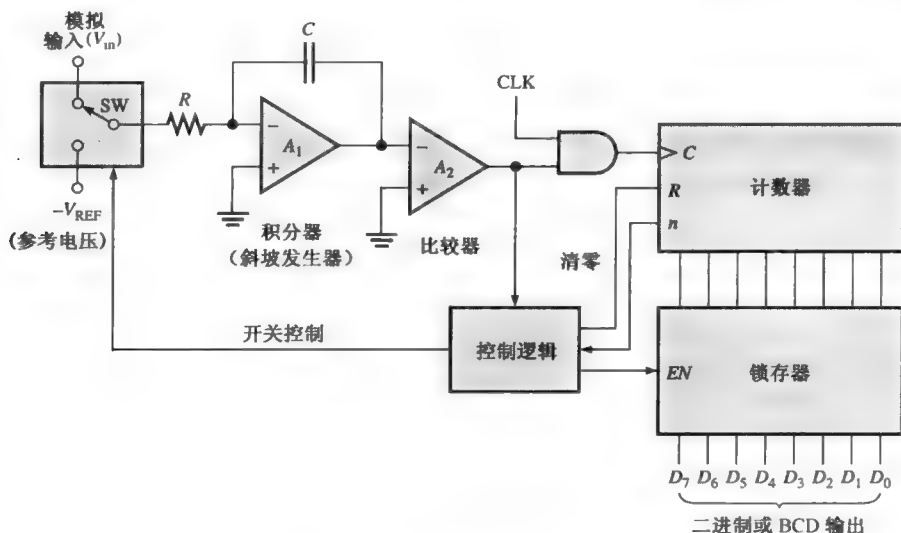 模拟
输入(V_in)
SW
R
C
A₁
A₂
CLK
C
R
n
计数器
−V_REF
(参考电压)
积分器
(斜坡发生器)
比较器
清零
开关控制
控制逻辑
EN
锁存器
D₇ D₆ D₅ D₄ D₃ D₂ D₁ D₀
二进制或 BCD 输出